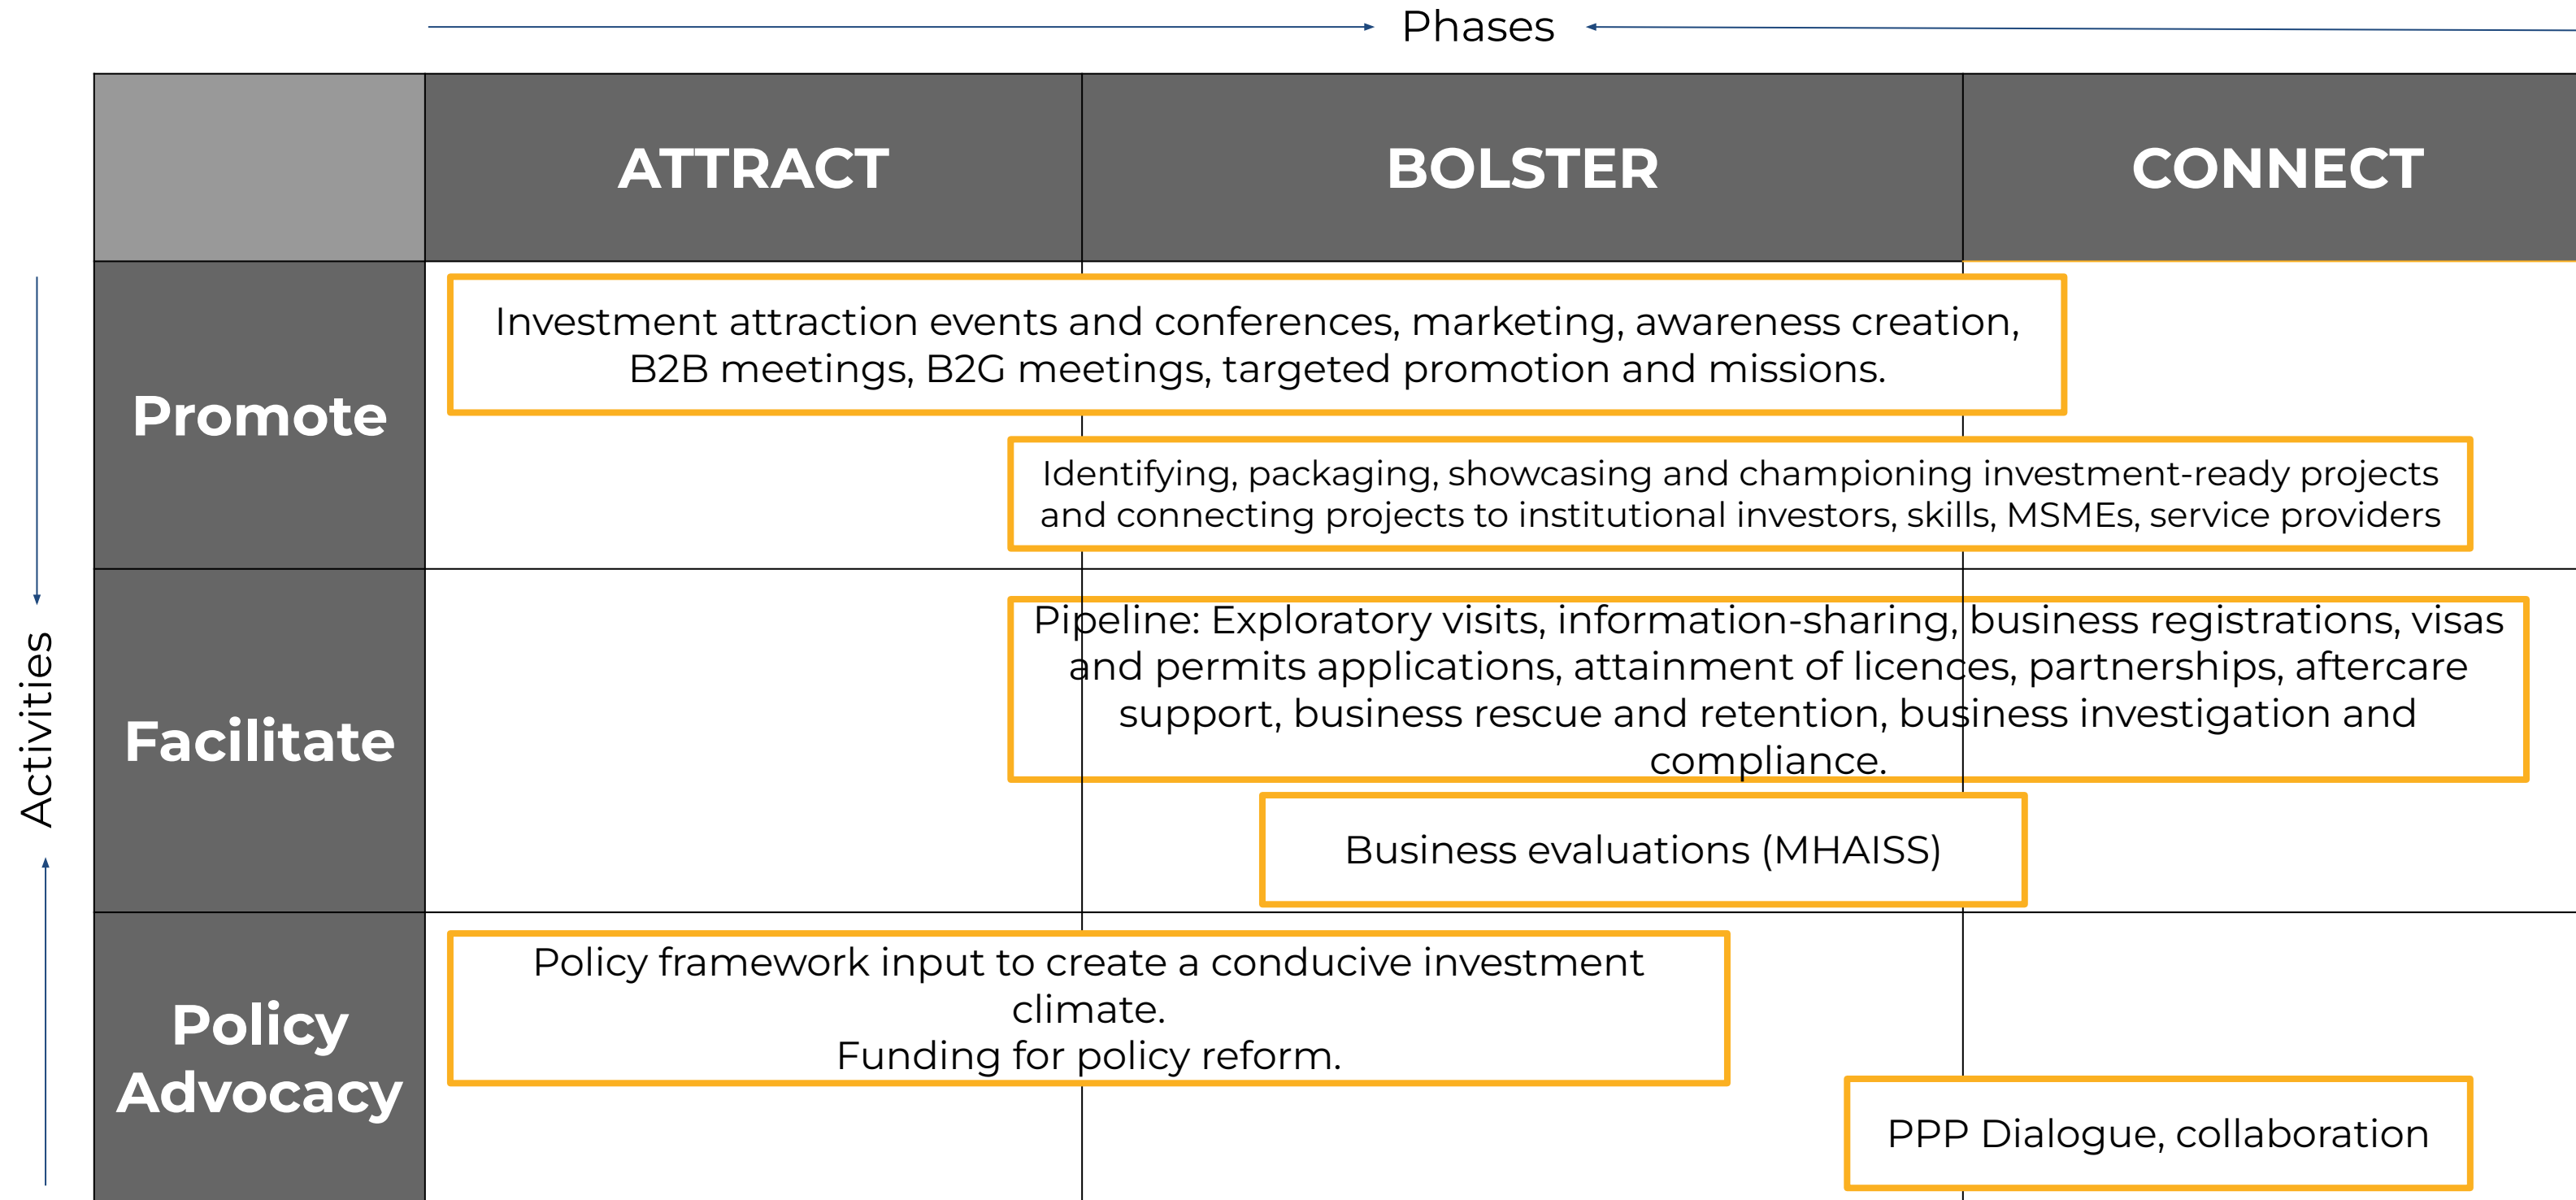 Phases
ATTRACT
BOLSTER
CONNECT
Activities
Promote
Investment attraction events and conferences, marketing, awareness creation,
B2B meetings, B2G meetings, targeted promotion and missions.
Identifying, packaging, showcasing and championing investment-ready projects
and connecting projects to institutional investors, skills, MSMEs, service providers
Facilitate
Pipeline: Exploratory visits, information-sharing, business registrations, visas
and permits applications, attainment of licences, partnerships, aftercare
support, business rescue and retention, business investigation and
compliance.
Business evaluations (MHAISS)
Policy
Advocacy
Policy framework input to create a conducive investment
climate.
Funding for policy reform.
PPP Dialogue, collaboration